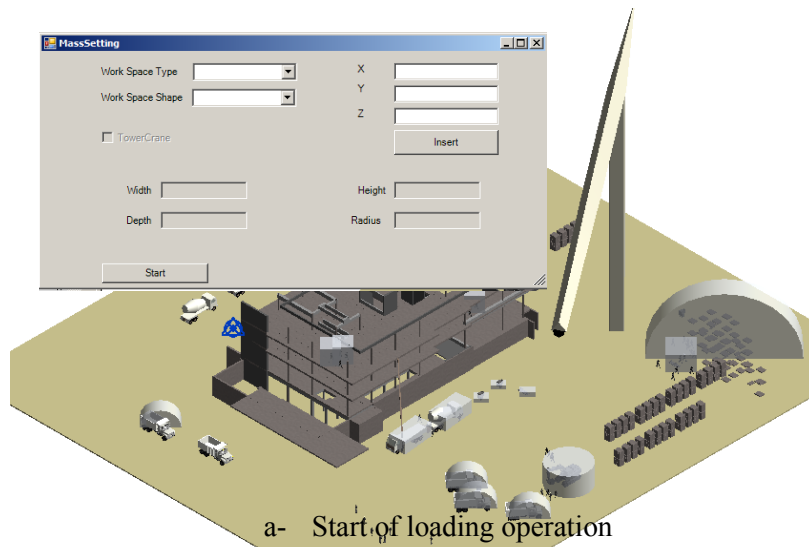 MassSetting
Work Space Type
X
Work Space Shape
Y
Z
TowerCrane
Insert
Width
Height
Depth
Radius
Start
a- Start of loading operation